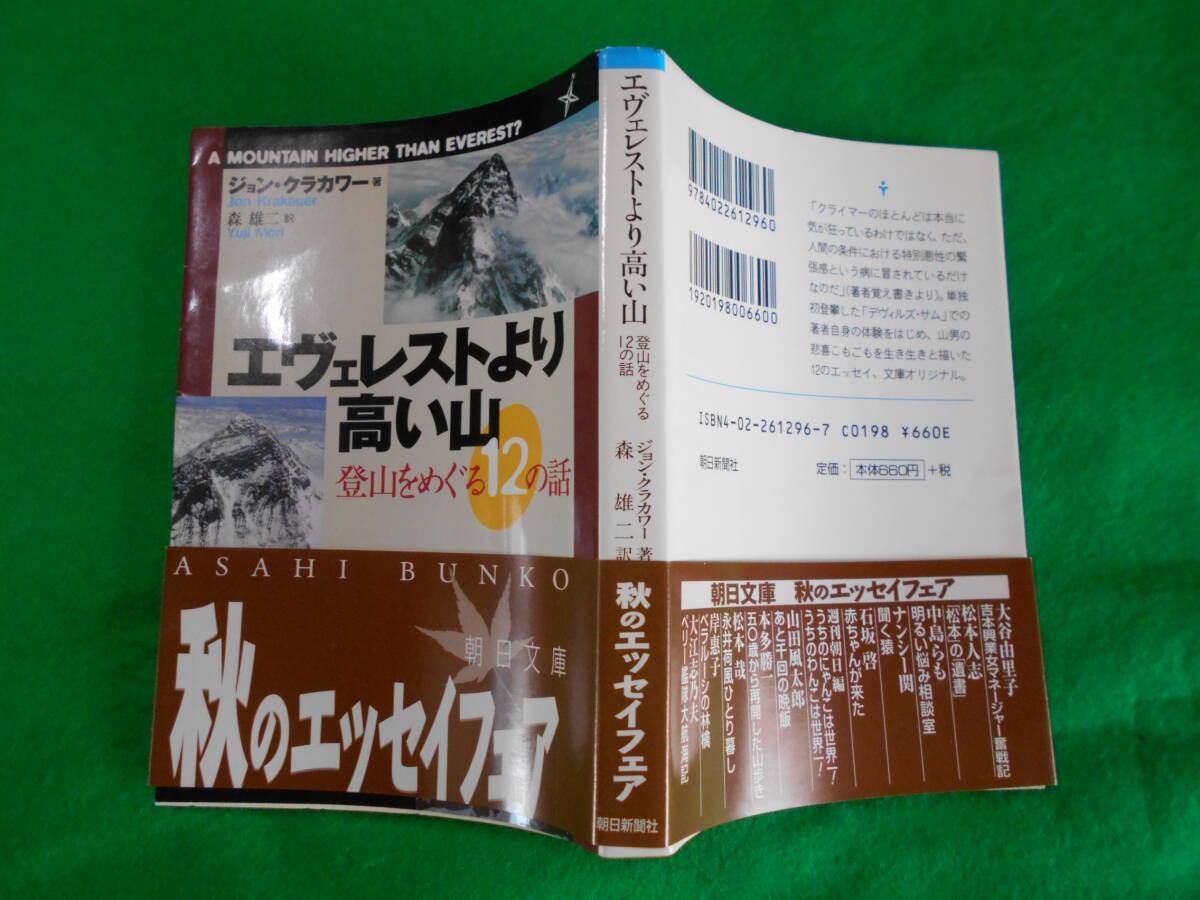 A MOUNTAIN HIGHER THAN EVEREST?
ジョン・クラカワー 著
Jon Krakauer
森 雄二 訳
Yuji Mori
エヴェレストより
高い山
登山をめぐる12の話
ASAHI BUNKO
朝日文庫
秋のエッセイフェア
エヴェレストより高い山
登山をめぐる
12の話
ジョン・クラカワー 著
森 雄二 訳
秋のエッセイフェア
朝日新聞社
9784022612960
1920198006600
「クライマーのほとんどは本当に
気が狂っているわけではなく、ただ、
人間の条件における特別悪性の緊
張感という病に冒されているだけ
なのだ」(著者覚え書きより)。単独
初登攀した「デヴィルズ・サム」での
著者自身の体験をはじめ、山男の
悲喜こもごもを生き生きと描いた
12のエッセイ、文庫オリジナル。
ISBN4-02-261296-7 C0198 ¥660E
朝日新聞社
定価：本体660円+税
朝日文庫 秋のエッセイフェア
大谷由里子
吉本興業女マネージャー奮戦記
松本人志
「松本」の「遺書」
中島らも
明るい悩み相談室
ナンシー関
聞く猿
石坂 啓
赤ちゃんが来た
週刊朝日 編
うちのにゃんこは世界一!
うちのわんこは世界一!
山田風太郎
あと千回の晩飯
本多勝一
五〇歳から再開した山歩き
松本 哉
永井荷風ひとり暮し
岸 惠子
ベラルーシの林檎
大江志乃夫
ペリー艦隊大航海記